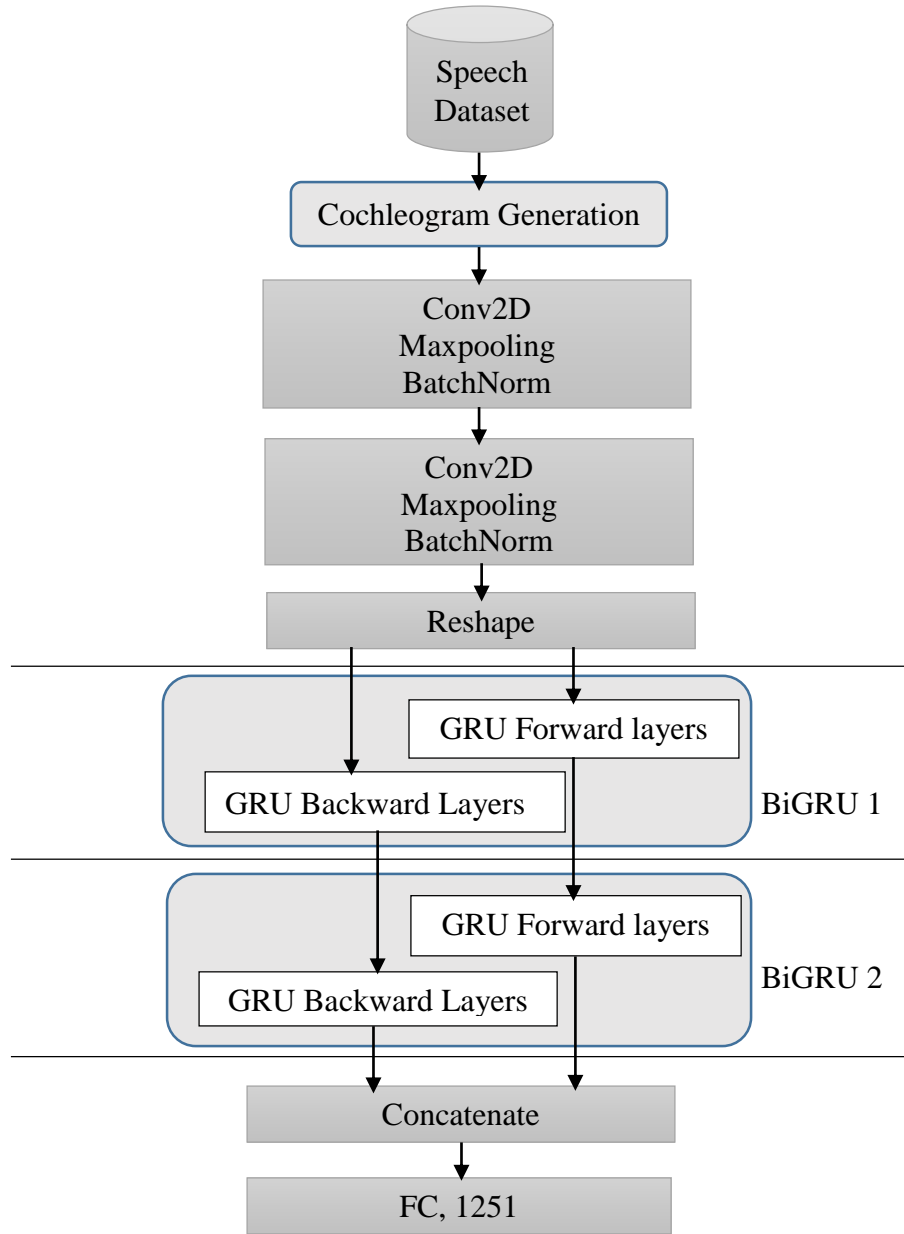 Speech
Dataset
Cochleogram Generation
Conv2D
Maxpooling
BatchNorm
Conv2D
Maxpooling
BatchNorm
Reshape
GRU Forward layers
GRU Backward Layers
BiGRU 1
GRU Forward layers
GRU Backward Layers
BiGRU 2
Concatenate
FC, 1251